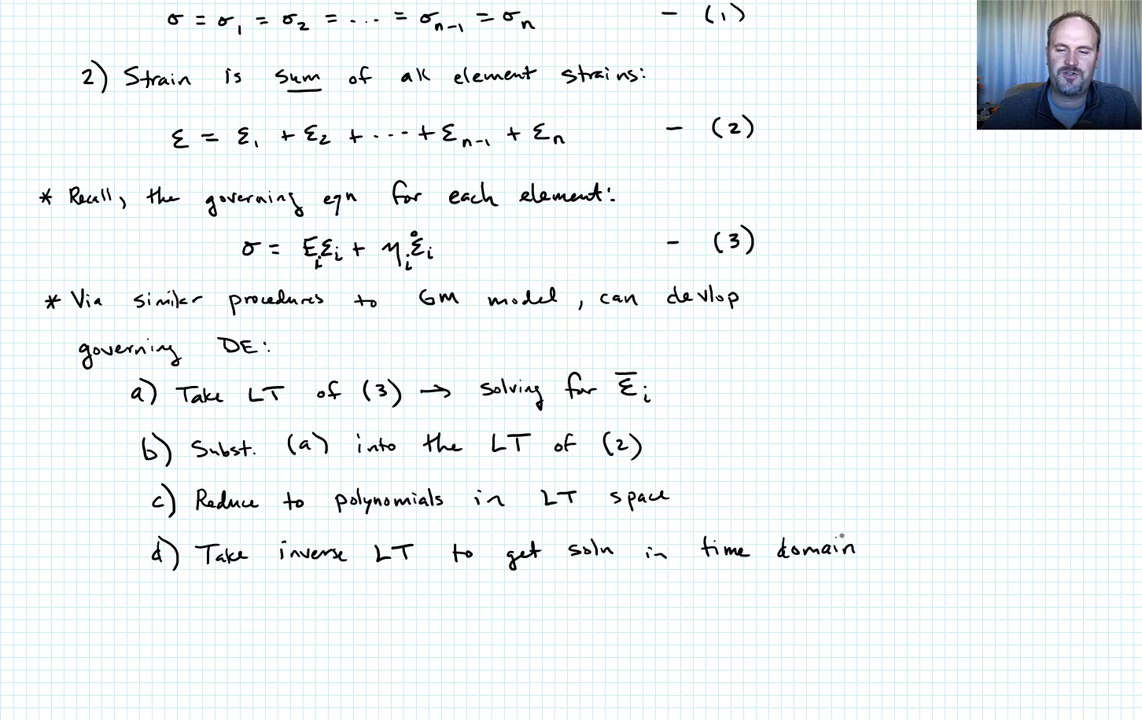 σ = σ₁ = σ₂ = ... = σₙ₋₁ = σₙ - (1)
2) Strain is sum of all element strains:
ε = ε₁ + ε₂ + ... + εₙ₋₁ + εₙ - (2)
* Recall, the governing eqn for each element:
σ = Eᵢεᵢ + ηᵢε̇ᵢ - (3)
* Via similar procedures to GM model, can devlop
governing DE:
a) Take LT of (3) → solving for ε̅ᵢ
b) Subst. (a) into the LT of (2)
c) Reduce to polynomials in LT space
d) Take inverse LT to get soln in time domain